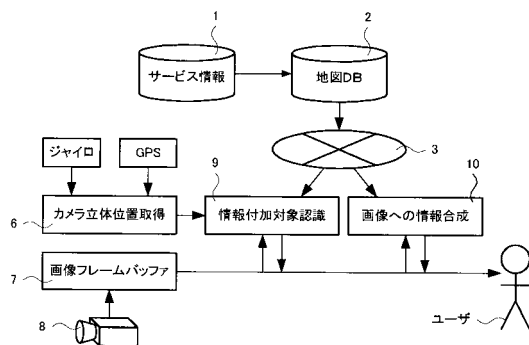 1
2
サービス情報
地図DB
3
ジャイロ
GPS
9
10
6
カメラ立体位置取得
情報付加対象認識
画像への情報合成
7
画像フレームバッファ
8
ユーザ